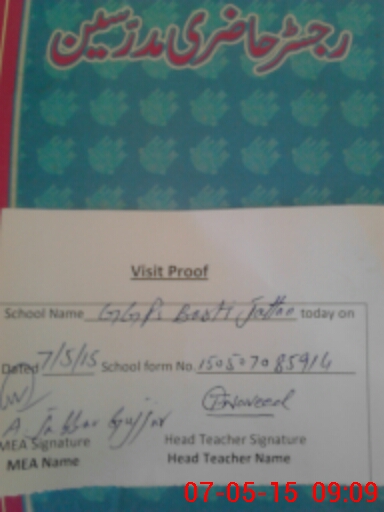 رجسٹر حاضری مدرسین
Visit Proof
School Name GGPS Basti Jattan today on
Dated 7/5/15 School form No. 150507085914
A. Jabbar Gujjar
MEA Signature Head Teacher Signature
MEA Name Head Teacher Name
07-05-15 09:09